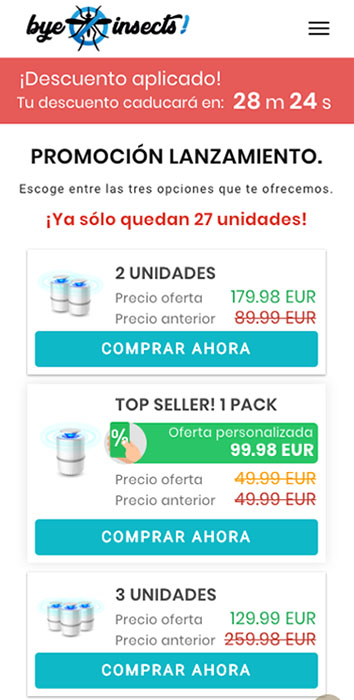 bye insects!
¡Descuento aplicado!
Tu descuento caducará en: 28 m 24 s
PROMOCIÓN LANZAMIENTO.
Escoge entre las tres opciones que te ofrecemos.
¡Ya sólo quedan 27 unidades!
2 UNIDADES
Precio oferta 179.98 EUR
Precio anterior 89.99 EUR
COMPRAR AHORA
TOP SELLER! 1 PACK
% Oferta personalizada
99.98 EUR
Precio oferta 49.99 EUR
Precio anterior 49.99 EUR
COMPRAR AHORA
3 UNIDADES
Precio oferta 129.99 EUR
Precio anterior 259.98 EUR
COMPRAR AHORA